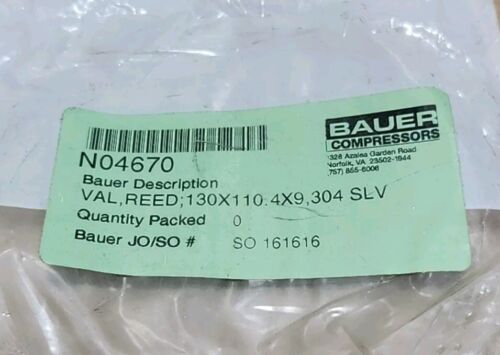 BAUER
COMPRESSORS
1328 Azalea Garden Road
Norfolk, VA 23502-1944
(757) 855-6006
N04670
Bauer Description
VAL,REED;130X110.4X9,304 SLV
Quantity Packed 0
Bauer JO/SO # SO 161616